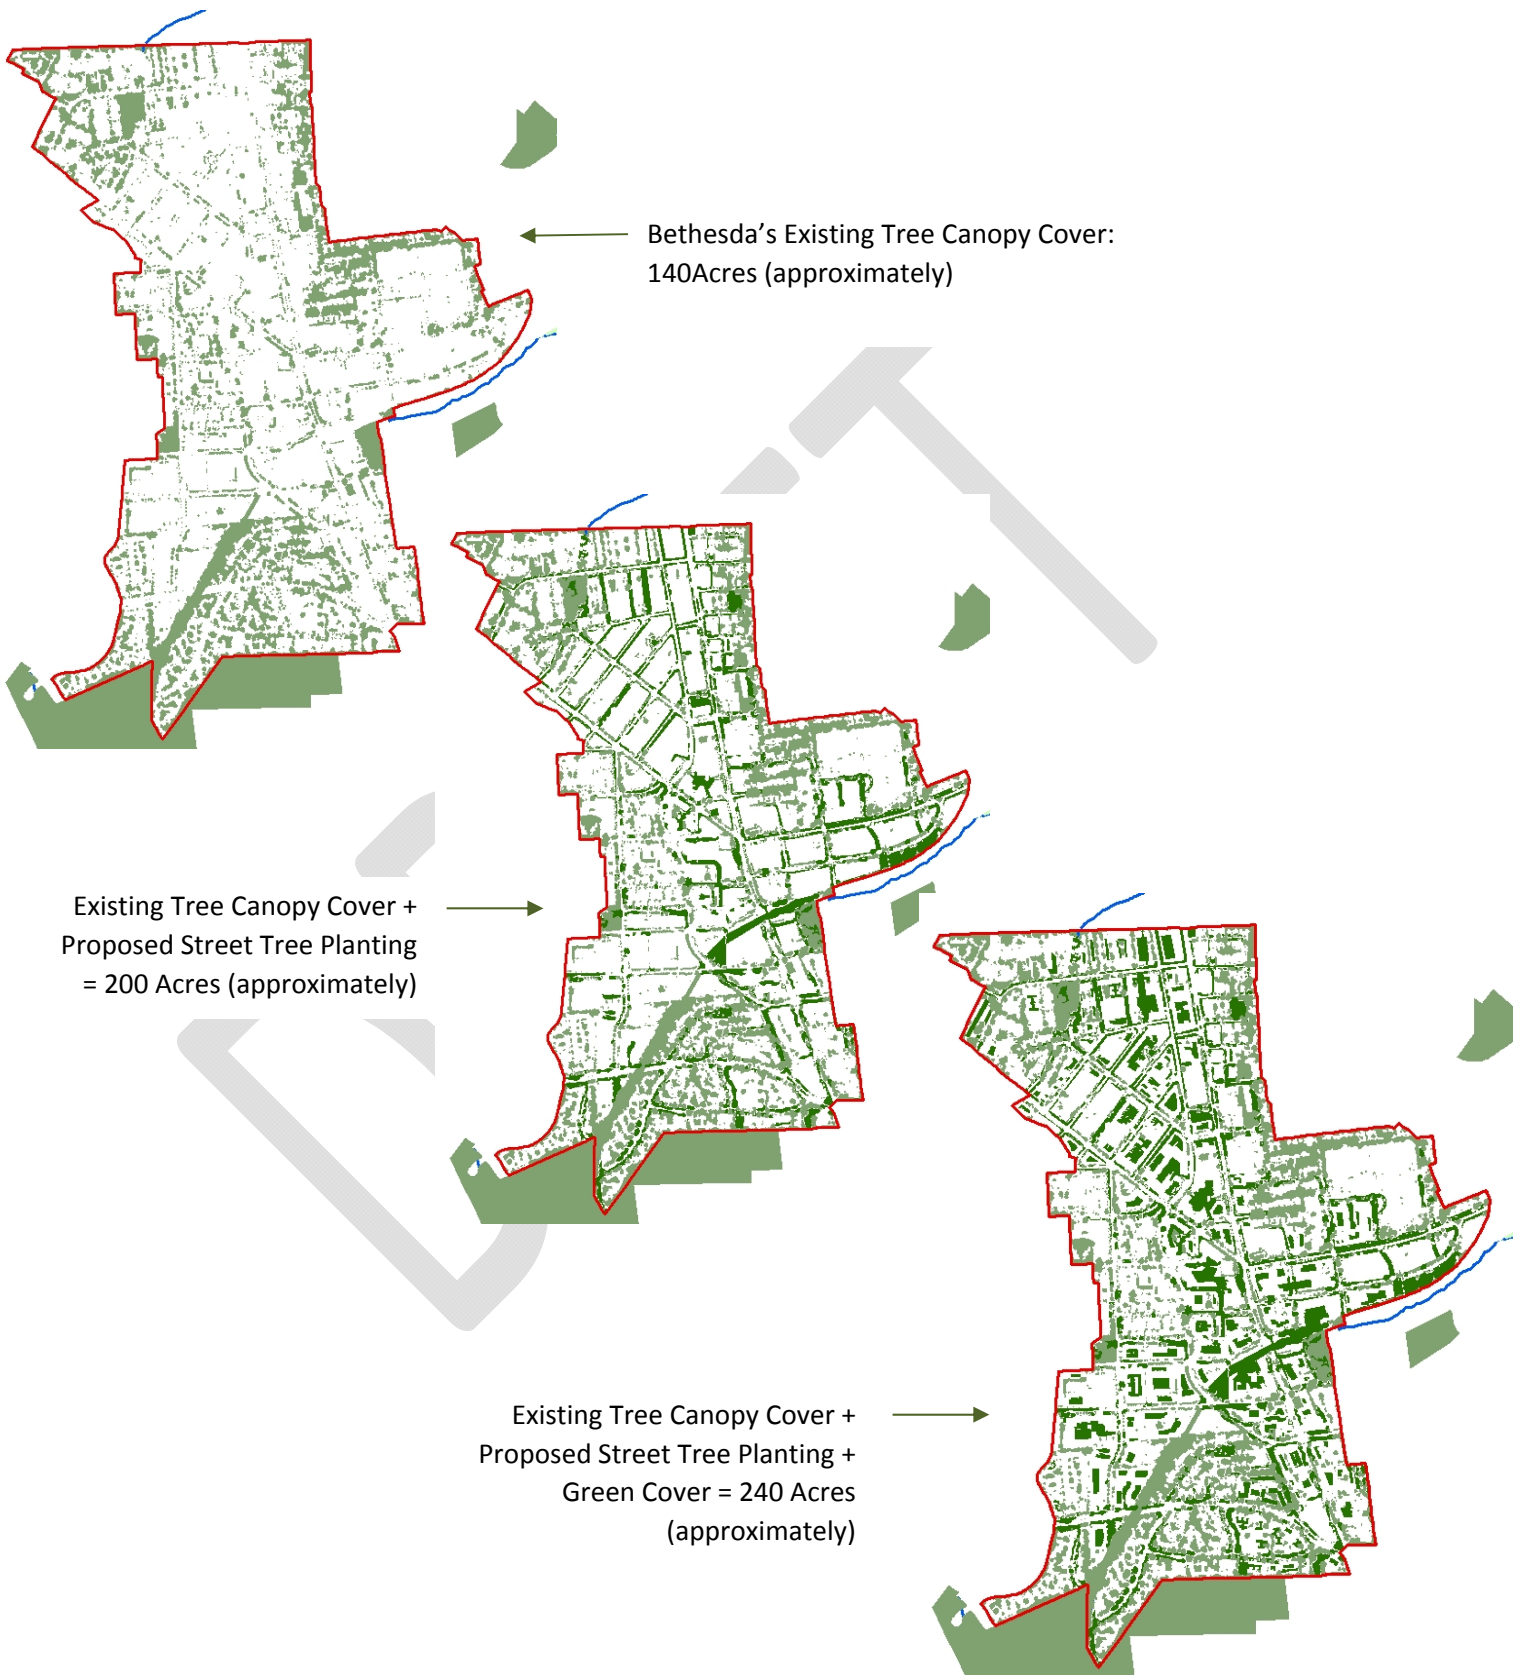 Bethesda's Existing Tree Canopy Cover:
140Acres (approximately)
Existing Tree Canopy Cover +
Proposed Street Tree Planting
= 200 Acres (approximately)
Existing Tree Canopy Cover +
Proposed Street Tree Planting +
Green Cover = 240 Acres
(approximately)